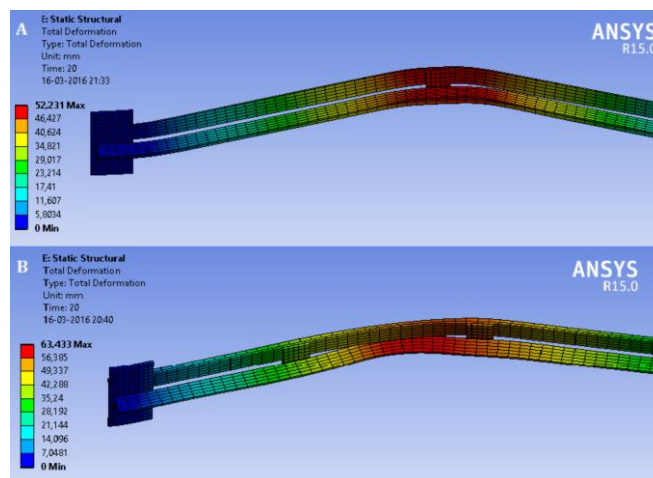 A
E: Static Structural
Total Deformation
Type: Total Deformation
Unit: mm
Time: 20
16-03-2016 21:33
ANSYS
R15.0
52,231 Max
46,427
40,624
34,821
29,017
23,214
17,41
11,607
5,8034
0 Min
B
E: Static Structural
Total Deformation
Type: Total Deformation
Unit: mm
Time: 20
16-03-2016 20:40
ANSYS
R15.0
63,433 Max
56,385
49,337
42,288
35,24
28,192
21,144
14,096
7,0481
0 Min